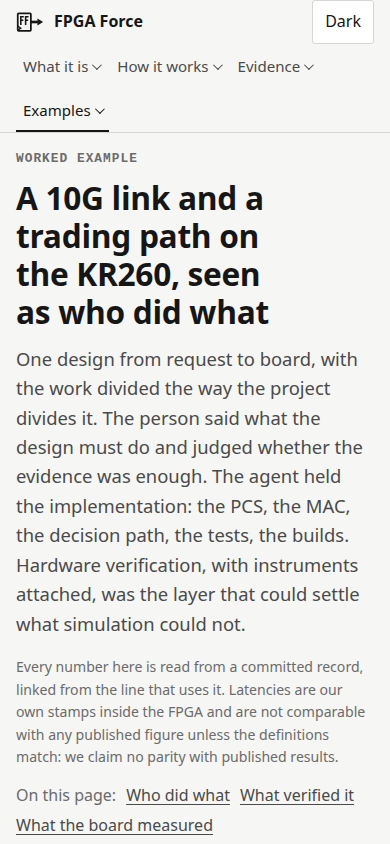 FPGA Force
Dark
What it is
How it works
Evidence
Examples
WORKED EXAMPLE
A 10G link and a
trading path on
the KR260, seen
as who did what
One design from request to board, with
the work divided the way the project
divides it. The person said what the
design must do and judged whether the
evidence was enough. The agent held
the implementation: the PCS, the MAC,
the decision path, the tests, the builds.
Hardware verification, with instruments
attached, was the layer that could settle
what simulation could not.
Every number here is read from a committed record,
linked from the line that uses it. Latencies are our
own stamps inside the FPGA and are not comparable
with any published figure unless the definitions
match: we claim no parity with published results.
On this page: Who did what What verified it
What the board measured